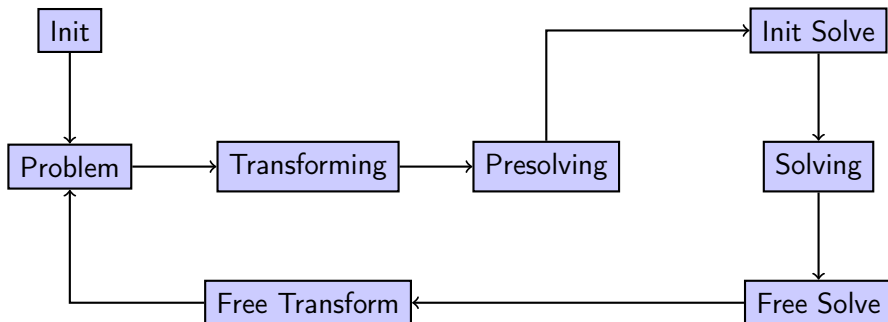 Init
Init Solve
Problem
Transforming
Presolving
Solving
Free Transform
Free Solve